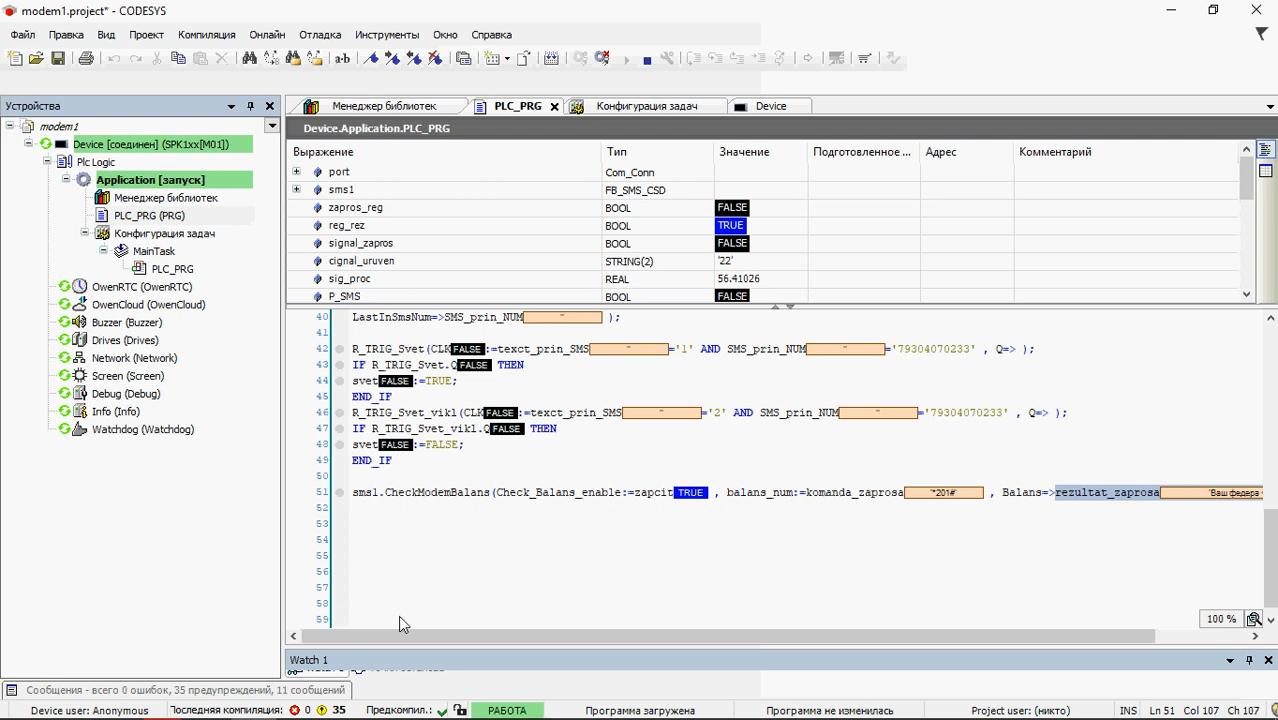 modem1.project* - CODESYS
Файл Правка Вид Проект Компиляция Онлайн Отладка Инструменты Окно Справка
Устройства
modem1
Device [соединен] (SPK1xx[M01])
Plc Logic
Application [запуск]
Менеджер библиотек
PLC_PRG (PRG)
Конфигурация задач
MainTask
PLC_PRG
OwenRTC (OwenRTC)
OwenCloud (OwenCloud)
Buzzer (Buzzer)
Drives (Drives)
Network (Network)
Screen (Screen)
Debug (Debug)
Info (Info)
Watchdog (Watchdog)
Менеджер библиотек PLC_PRG Конфигурация задач Device
Device.Application.PLC_PRG
Выражение Тип Значение Подготовленное ... Адрес Комментарий
port Com_Conn
sms1 FB_SMS_CSD
zapros_reg BOOL FALSE
reg_rez BOOL TRUE
signal_zapros BOOL FALSE
cignal_uruven STRING(2) '22'
sig_proc REAL 56.41026
P_SMS BOOL FALSE
40 LastInSmsNum=>SMS_prin_NUM '' );
41
42 R_TRIG_Svet(CLK FALSE :=texct_prin_SMS '' ='1' AND SMS_prin_NUM '' ='79304070233' , Q=> );
43 IF R_TRIG_Svet.Q FALSE THEN
44 svet FALSE :=TRUE;
45 END_IF
46 R_TRIG_Svet_vikl(CLK FALSE :=texct_prin_SMS '' ='2' AND SMS_prin_NUM '' ='79304070233' , Q=> );
47 IF R_TRIG_Svet_vikl.Q FALSE THEN
48 svet FALSE :=FALSE;
49 END_IF
50
51 sms1.CheckModemBalans(Check_Balans_enable:=zapcit TRUE , balans_num:=komanda_zaprosa '*201#' , Balans=>rezultat_zaprosa 'Ваш федера
52
53
54
55
56
57
58
59
100 %
Watch 1
Сообщения - всего 0 ошибок, 35 предупреждений, 11 сообщений
Device user: Anonymous Последняя компиляция: 0 35 Предкомпил.: РАБОТА Программа загружена Программа не изменилась Project user: (никто) INS Ln 51 Col 107 Ch 107